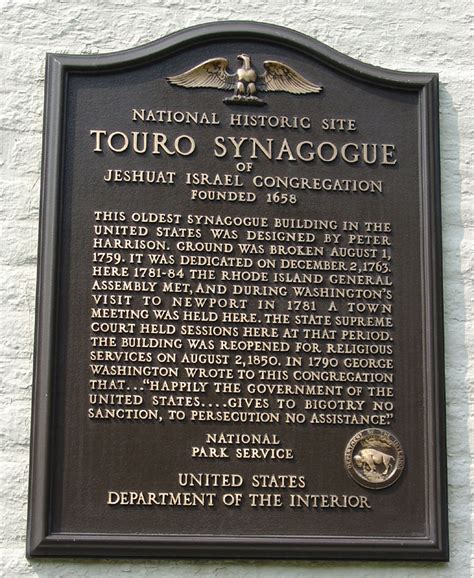 NATIONAL HISTORIC SITE
TOURO SYNAGOGUE
OF
JESHUAT ISRAEL CONGREGATION
FOUNDED 1658
THIS OLDEST SYNAGOGUE BUILDING IN THE
UNITED STATES WAS DESIGNED BY PETER
HARRISON. GROUND WAS BROKEN AUGUST 1,
1759. IT WAS DEDICATED ON DECEMBER 2, 1763.
HERE 1781-84 THE RHODE ISLAND GENERAL
ASSEMBLY MET, AND DURING WASHINGTON'S
VISIT TO NEWPORT IN 1781 A TOWN
MEETING WAS HELD HERE. THE STATE SUPREME
COURT HELD SESSIONS HERE AT THAT PERIOD.
THE BUILDING WAS REOPENED FOR RELIGIOUS
SERVICES ON AUGUST 2, 1850. IN 1790 GEORGE
WASHINGTON WROTE TO THIS CONGREGATION
THAT..."HAPPILY THE GOVERNMENT OF THE
UNITED STATES....GIVES TO BIGOTRY NO
SANCTION, TO PERSECUTION NO ASSISTANCE."
NATIONAL
PARK SERVICE
UNITED STATES
DEPARTMENT OF THE INTERIOR